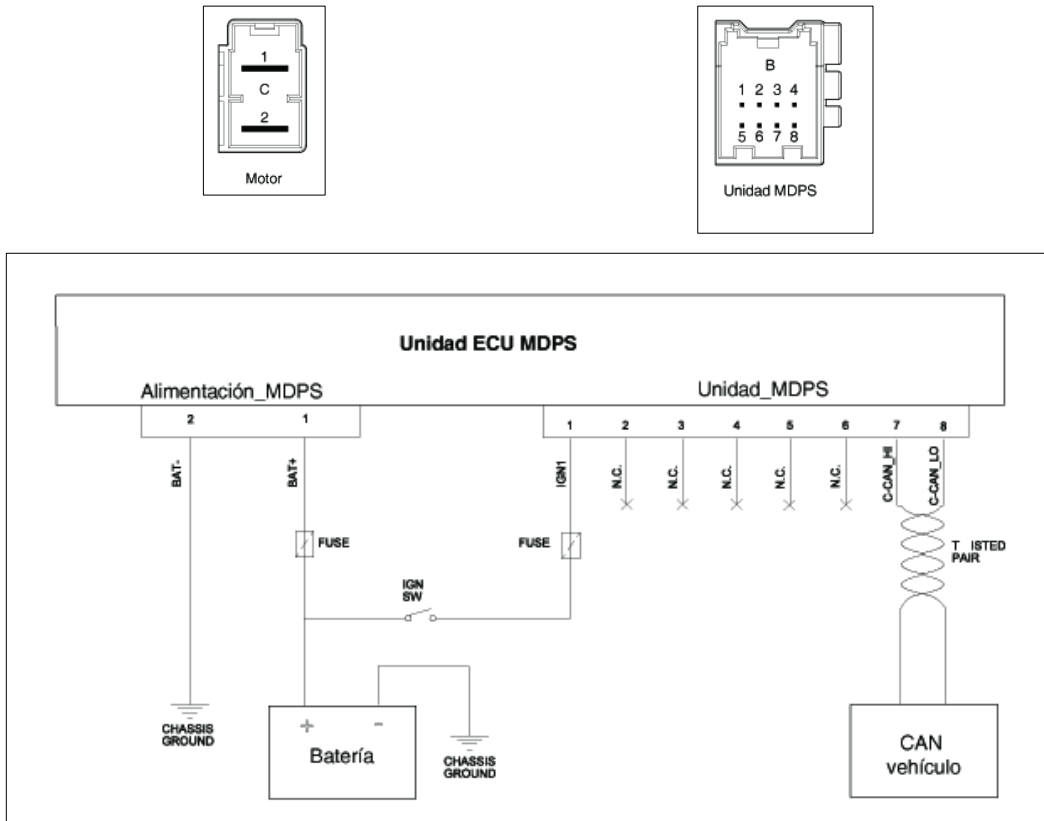 1
C
2
Motor
B
1 2 3 4
5 6 7 8
Unidad MDPS
Unidad ECU MDPS
Alimentación_MDPS
Unidad_MDPS
2
1
1
2
3
4
5
6
7
8
BAT-
BAT+
IGN1
N.C.
N.C.
N.C.
N.C.
N.C.
C-CAN_HI
C-CAN_LO
FUSE
FUSE
T ISTED
PAIR
IGN
SW
CHASSIS
GROUND
+
-
Batería
CHASSIS
GROUND
CAN
vehículo